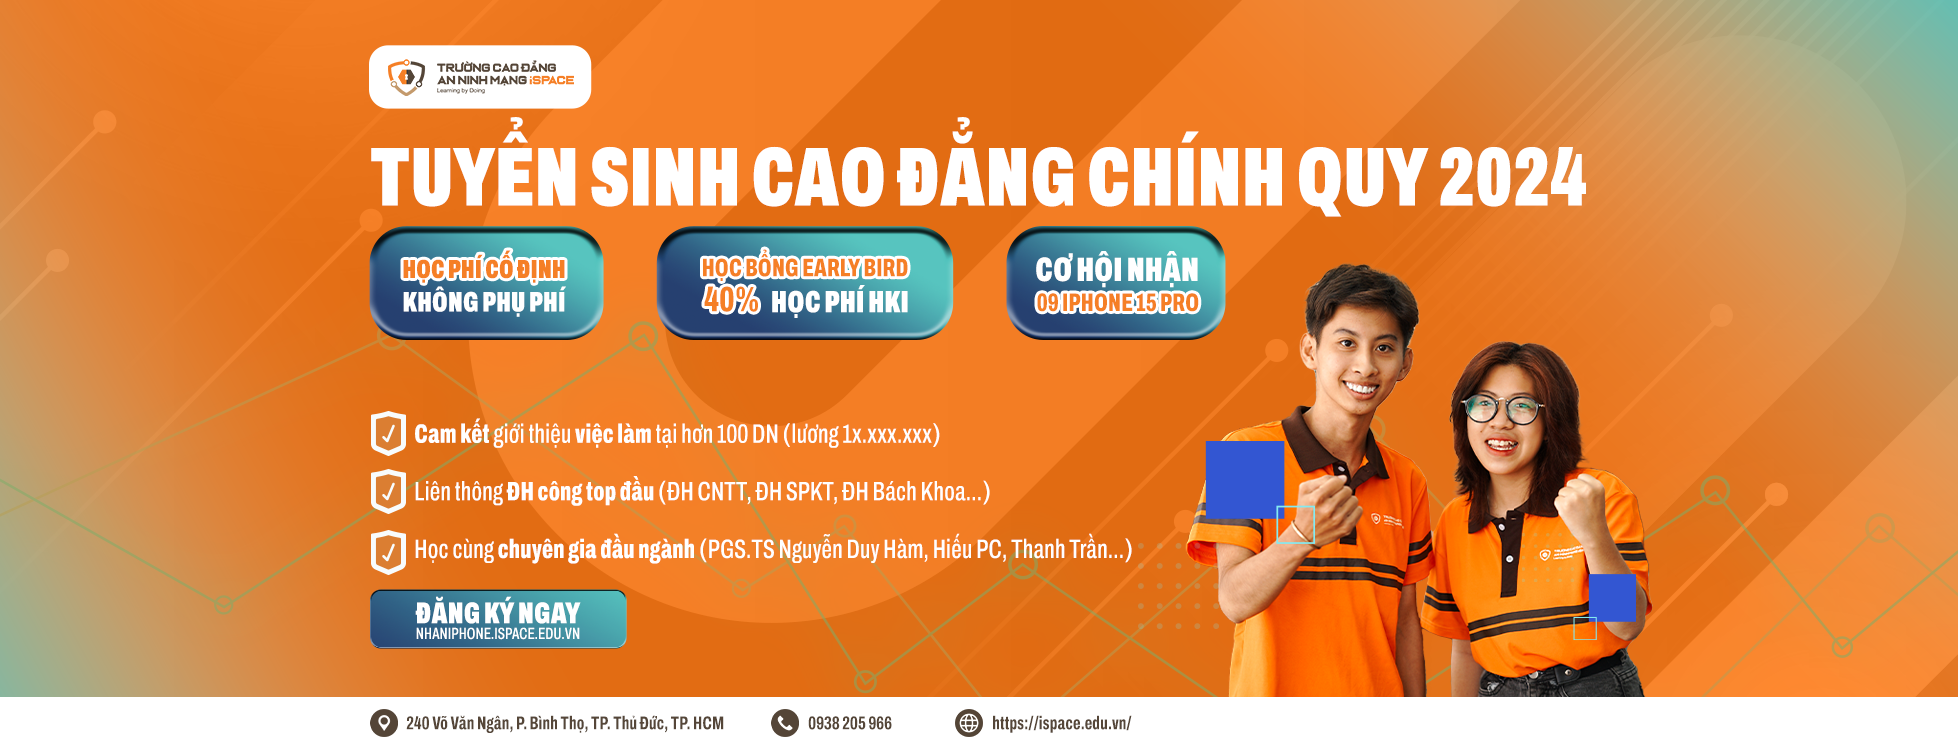 TRƯỜNG CAO ĐẲNG
AN NINH MẠNG iSPACE
Learning by Doing
TUYỂN SINH CAO ĐẲNG CHÍNH QUY 2024
HỌC PHÍ CỐ ĐỊNH
KHÔNG PHỤ PHÍ
HỌC BỔNG EARLY BIRD
40% HỌC PHÍ HKI
CƠ HỘI NHẬN
09 IPHONE 15 PRO
Cam kết giới thiệu việc làm tại hơn 100 DN (lương 1x.xxx.xxx)
Liên thông ĐH công top đầu (ĐH CNTT, ĐH SPKT, ĐH Bách Khoa...)
Học cùng chuyên gia đầu ngành (PGS.TS Nguyễn Duy Hàm, Hiếu PC, Thanh Trần...)
ĐĂNG KÝ NGAY
NHANIPHONE.ISPACE.EDU.VN
240 Võ Văn Ngân, P. Bình Thọ, TP. Thủ Đức, TP. HCM
0938 205 966
https://ispace.edu.vn/